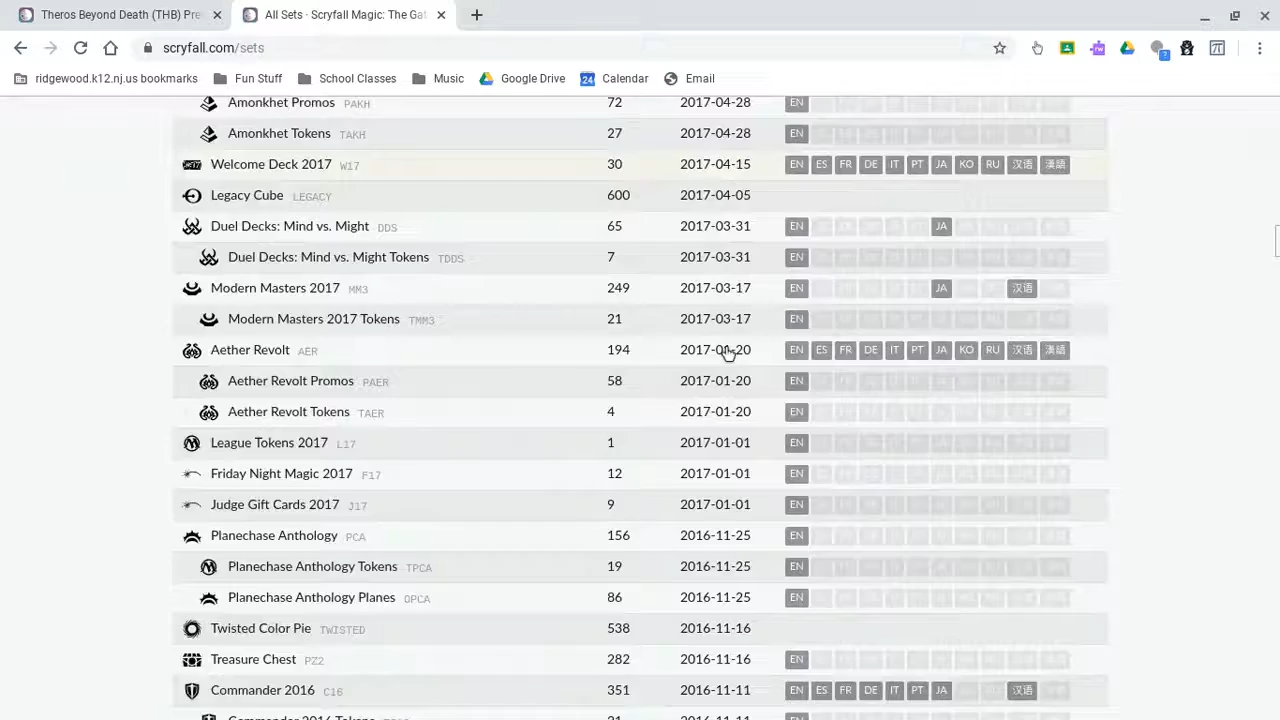 Theros Beyond Death (THB) Pre
All Sets · Scryfall Magic: The Gat
scryfall.com/sets
ridgewood.k12.nj.us bookmarks Fun Stuff School Classes Music Google Drive 24 Calendar Email
Amonkhet Promos PAKH 72 2017-04-28 EN
Amonkhet Tokens TAKH 27 2017-04-28 EN
Welcome Deck 2017 W17 30 2017-04-15 EN ES FR DE IT PT JA KO RU 汉语 漢語
Legacy Cube LEGACY 600 2017-04-05
Duel Decks: Mind vs. Might DDS 65 2017-03-31 EN JA
Duel Decks: Mind vs. Might Tokens TDDS 7 2017-03-31 EN
Modern Masters 2017 MM3 249 2017-03-17 EN JA 汉语
Modern Masters 2017 Tokens TMM3 21 2017-03-17 EN
Aether Revolt AER 194 2017-01-20 EN ES FR DE IT PT JA KO RU 汉语 漢語
Aether Revolt Promos PAER 58 2017-01-20 EN
Aether Revolt Tokens TAER 4 2017-01-20 EN
League Tokens 2017 L17 1 2017-01-01 EN
Friday Night Magic 2017 F17 12 2017-01-01 EN
Judge Gift Cards 2017 J17 9 2017-01-01 EN
Planechase Anthology PCA 156 2016-11-25 EN
Planechase Anthology Tokens TPCA 19 2016-11-25 EN
Planechase Anthology Planes OPCA 86 2016-11-25 EN
Twisted Color Pie TWISTED 538 2016-11-16
Treasure Chest PZ2 282 2016-11-16 EN
Commander 2016 C16 351 2016-11-11 EN ES FR DE IT PT JA 汉语
Commander 2016 Tokens 21 2016-11-11